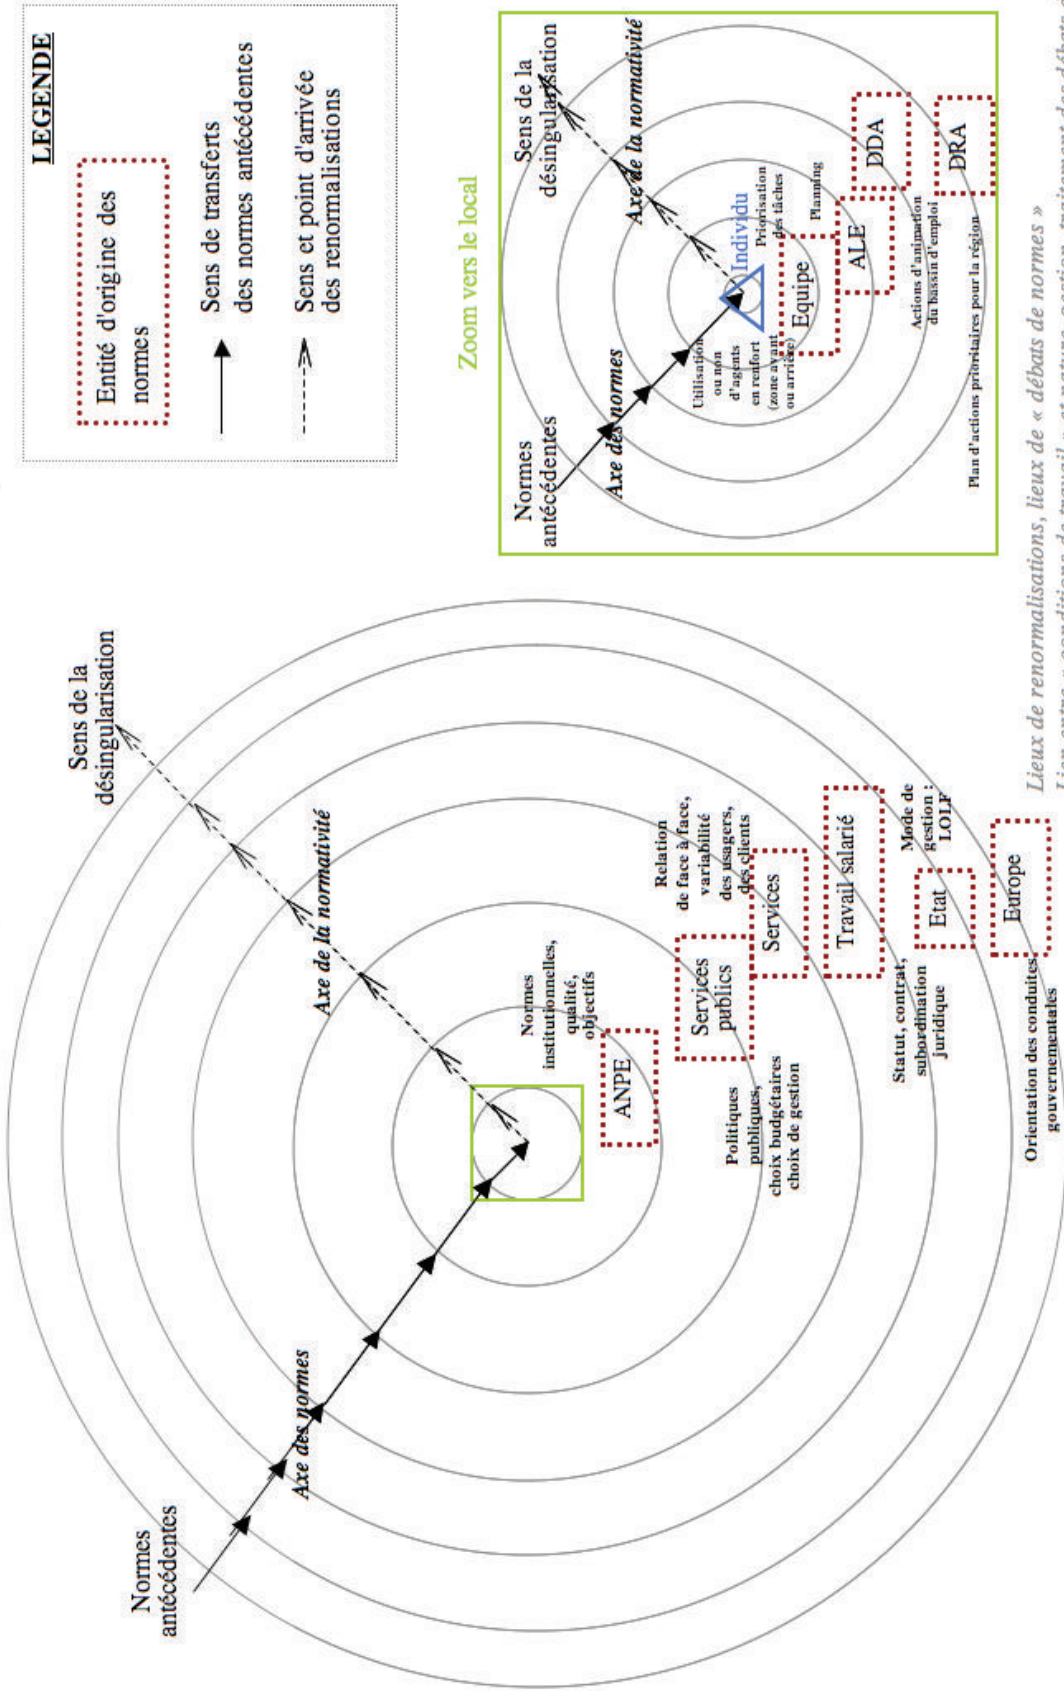 LEGENDE
Entité d'origine des
normes
Sens de transferts
des normes antécédentes
Sens et point d'arrivée
des renormalisations
Normes
antécédentes
Axe des normes
Sens de la
désingularisation
Axe de la normativité
Normes
institutionnelles,
qualité,
objectifs
ANPE
Relation
de face à face,
variabilité
des usagers,
des clients
Services
publics
Services
Politiques
publiques,
choix budgétaires
choix de gestion
Travail salarié
Mode de
gestion :
LOLF
Statut, contrat,
subordination
juridique
Etat
Europe
Orientation des conduites
gouvernementales
Zoom vers le local
Normes
antécédentes
Axe des normes
Sens de la
désingularisation
Axe de la normativité
Individu
Utilisation
ou non
d'agents
en renfort
(zone avant
ou arrière)
Priorisation
des tâches
Planning
Equipe
ALE
DDA
Actions d'animation
du bassin d'emploi
DRA
Plan d'actions prioritaires pour la région
Lieux de renormalisations, lieux de « débats de normes »